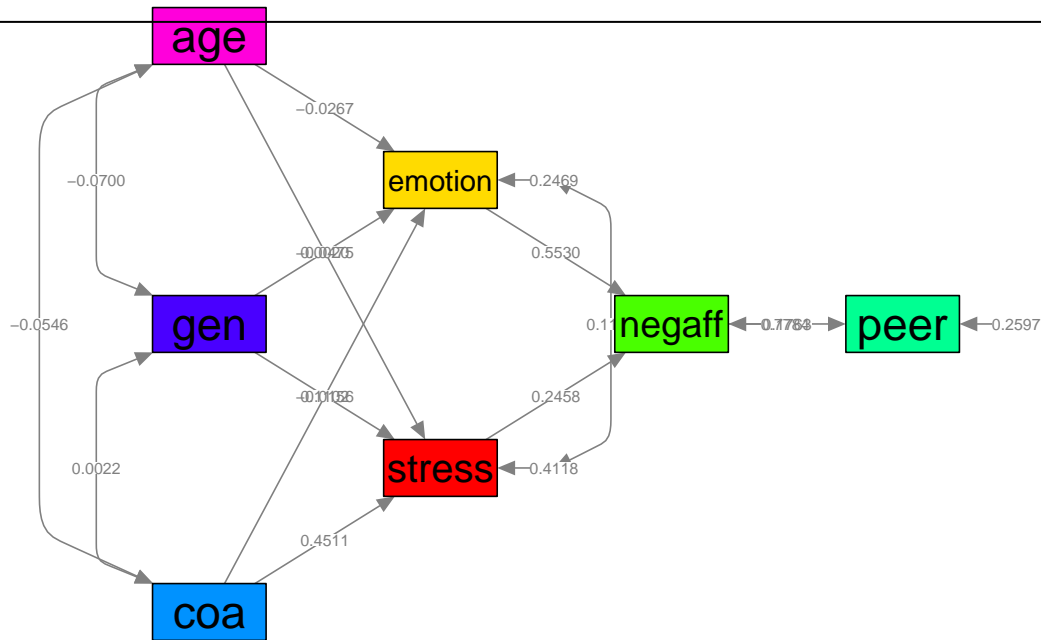 age
−0.0267
emotion
0.2469
−0.0700
0.5530
−0.0546
gen
negaff
peer
0.2597
0.2458
stress
0.4118
0.0022
0.4511
coa